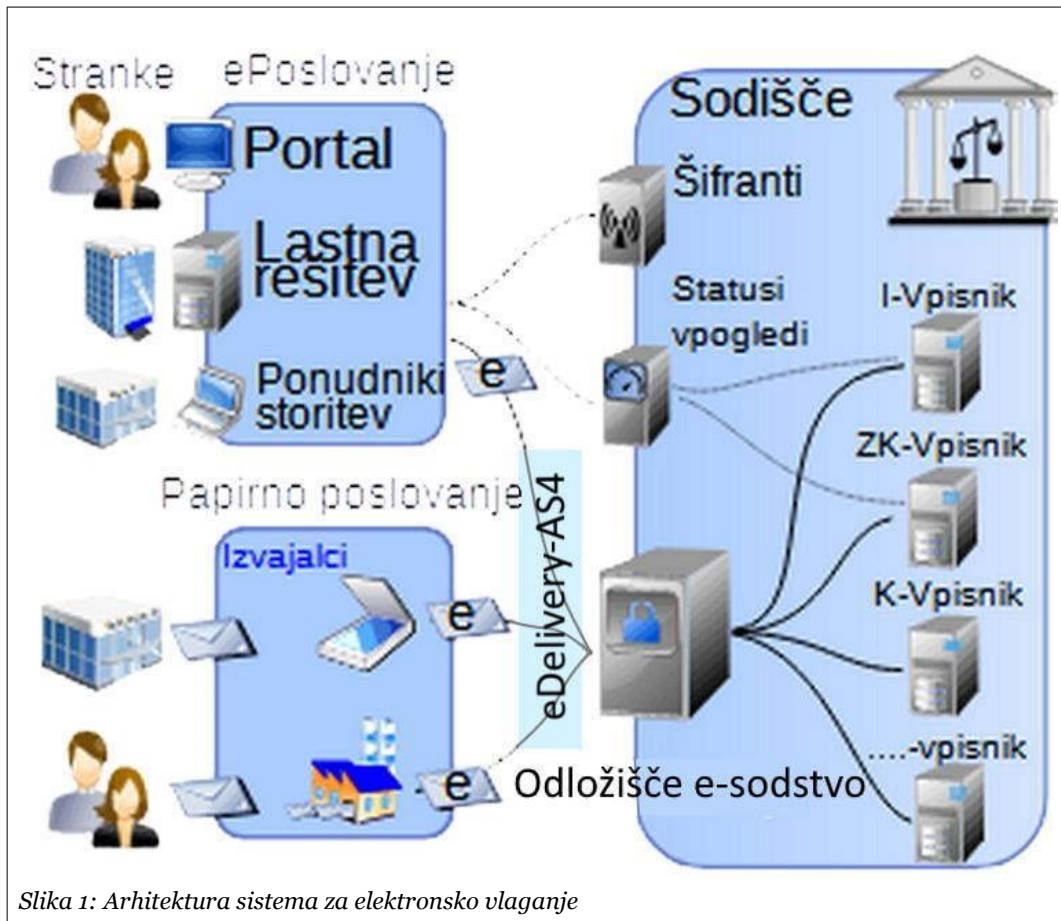 Stranke
ePoslovanje
Portal
Lastna
rešitev
Ponudniki
storitev
e
Papirno poslovanje
Izvajalci
e
e
eDelivery-AS4
Odložišče e-sodstvo
Sodišče
Šifranti
Statusi
vpogledi
I-Vpisnik
ZK-Vpisnik
K-Vpisnik
....-vpisnik
Slika 1: Arhitektura sistema za elektronsko vlaganje